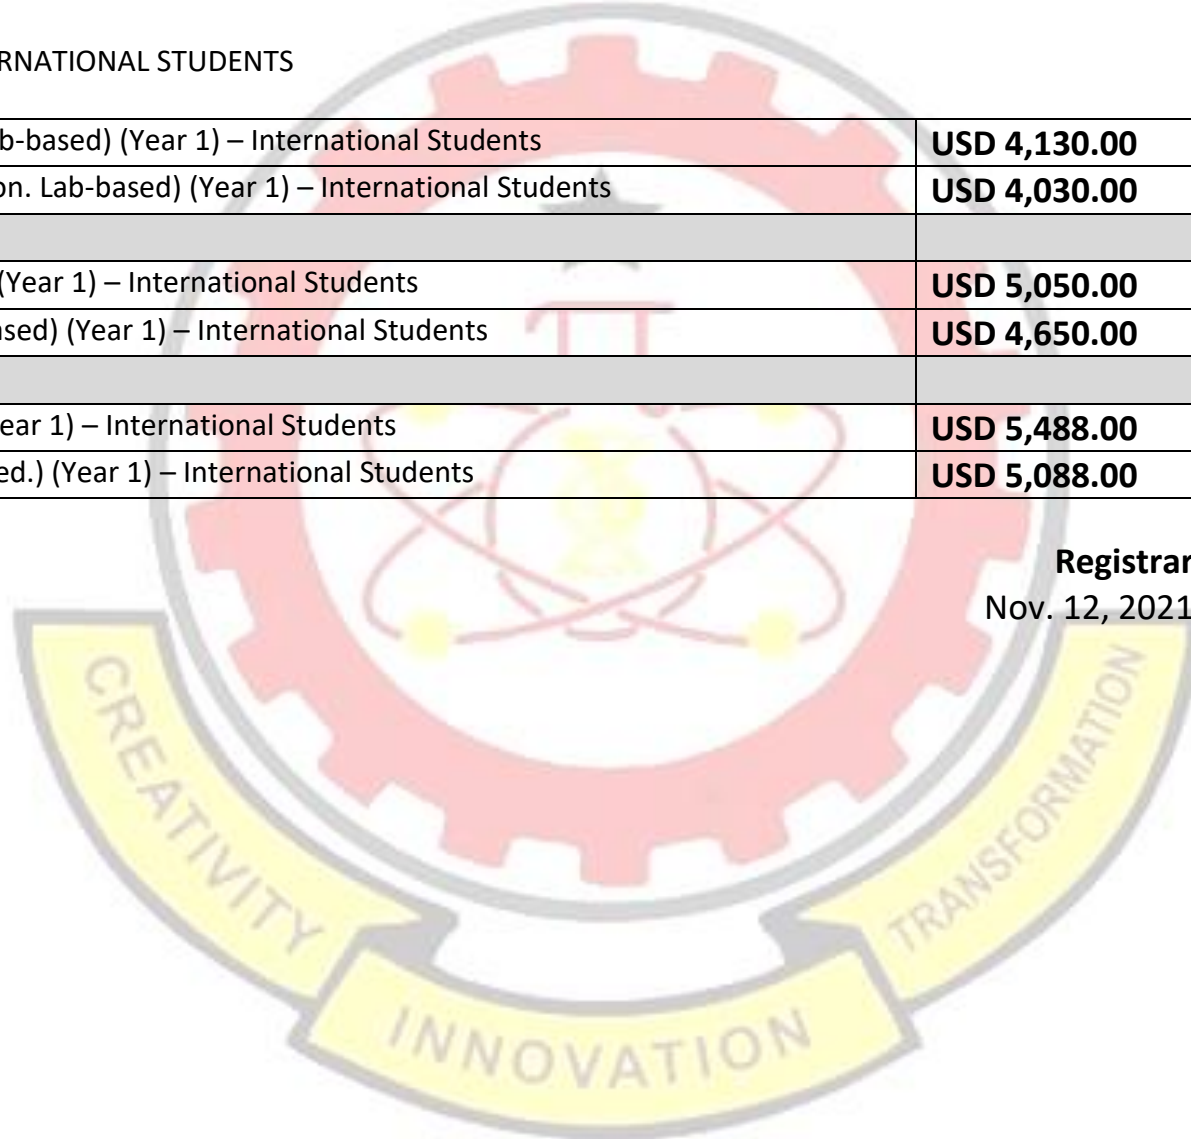 RNATIONAL STUDENTS
b-based) (Year 1) – International Students USD 4,130.00
on. Lab-based) (Year 1) – International Students USD 4,030.00
(Year 1) – International Students USD 5,050.00
ased) (Year 1) – International Students USD 4,650.00
ear 1) – International Students USD 5,488.00
ed.) (Year 1) – International Students USD 5,088.00
Registrar
Nov. 12, 2021
CREATIVITY
INNOVATION
TRANSFORMATION